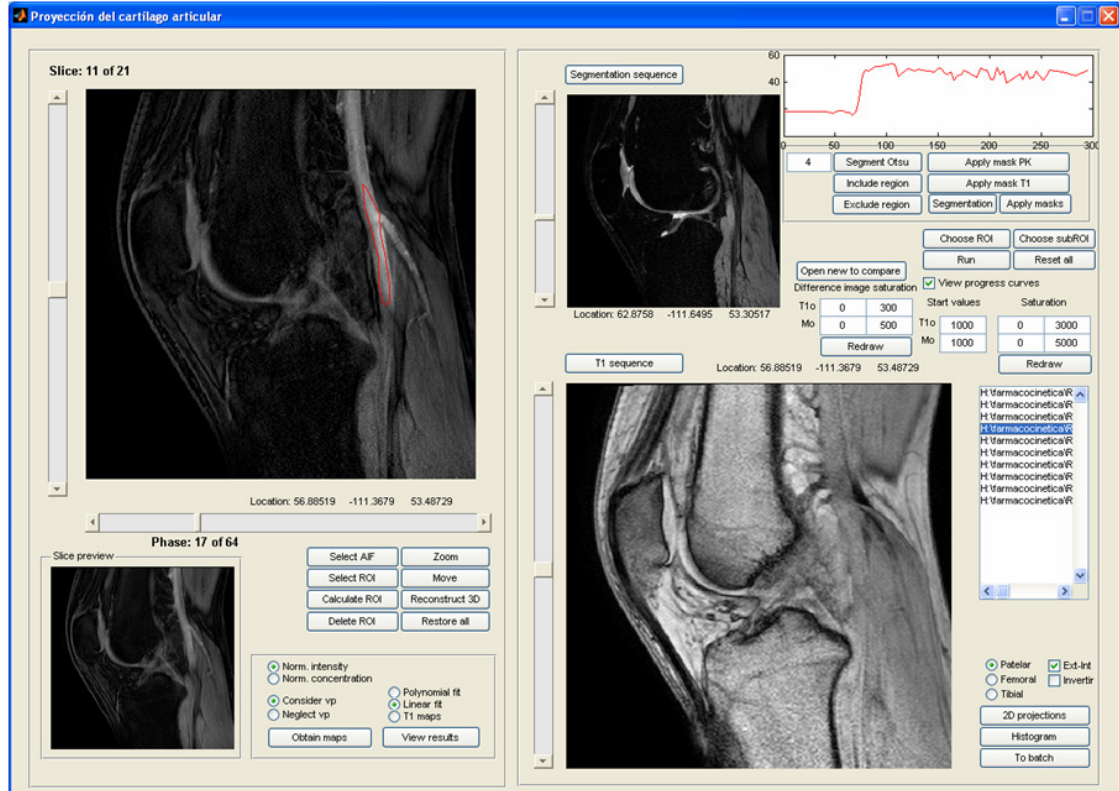 Proyección del cartílago articular
Slice: 11 of 21
Location: 56.88519 -111.3679 53.48729
Phase: 17 of 64
Slice preview
Select AIF Zoom
Select ROI Move
Calculate ROI Reconstruct 3D
Delete ROI Restore all
Norm. intensity
Norm. concentration
Consider vp
Neglect vp
Polynomial fit
Linear fit
T1 maps
Obtain maps View results
Segmentation sequence
Location: 62.8758 -111.6495 53.30517
60
40
0 50 100 150 200 250 300
4 Segment Otsu Apply mask PK
Include region Apply mask T1
Exclude region Segmentation Apply masks
Choose ROI Choose subROI
Run Reset all
Open new to compare
View progress curves
Difference image saturation
T1o 0 300
Mo 0 500
Redraw
Start values
T1o 1000
Mo 1000
Saturation
0 3000
0 5000
Redraw
T1 sequence
Location: 56.88519 -111.3679 53.48729
H:\farmacocinetica\R
H:\farmacocinetica\R
H:\farmacocinetica\R
H:\farmacocinetica\R
H:\farmacocinetica\R
H:\farmacocinetica\R
H:\farmacocinetica\R
H:\farmacocinetica\R
H:\farmacocinetica\R
H:\farmacocinetica\R
Patelar Ext-Int
Femoral Invertir
Tibial
2D projections
Histogram
To batch